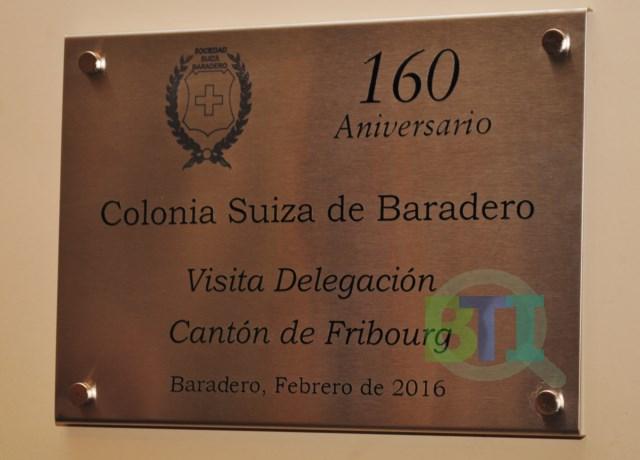 SOCIEDAD
SUIZA
BARADERO
160
Aniversario
Colonia Suiza de Baradero
Visita Delegación
Cantón de Fribourg
BTI
Baradero, Febrero de 2016